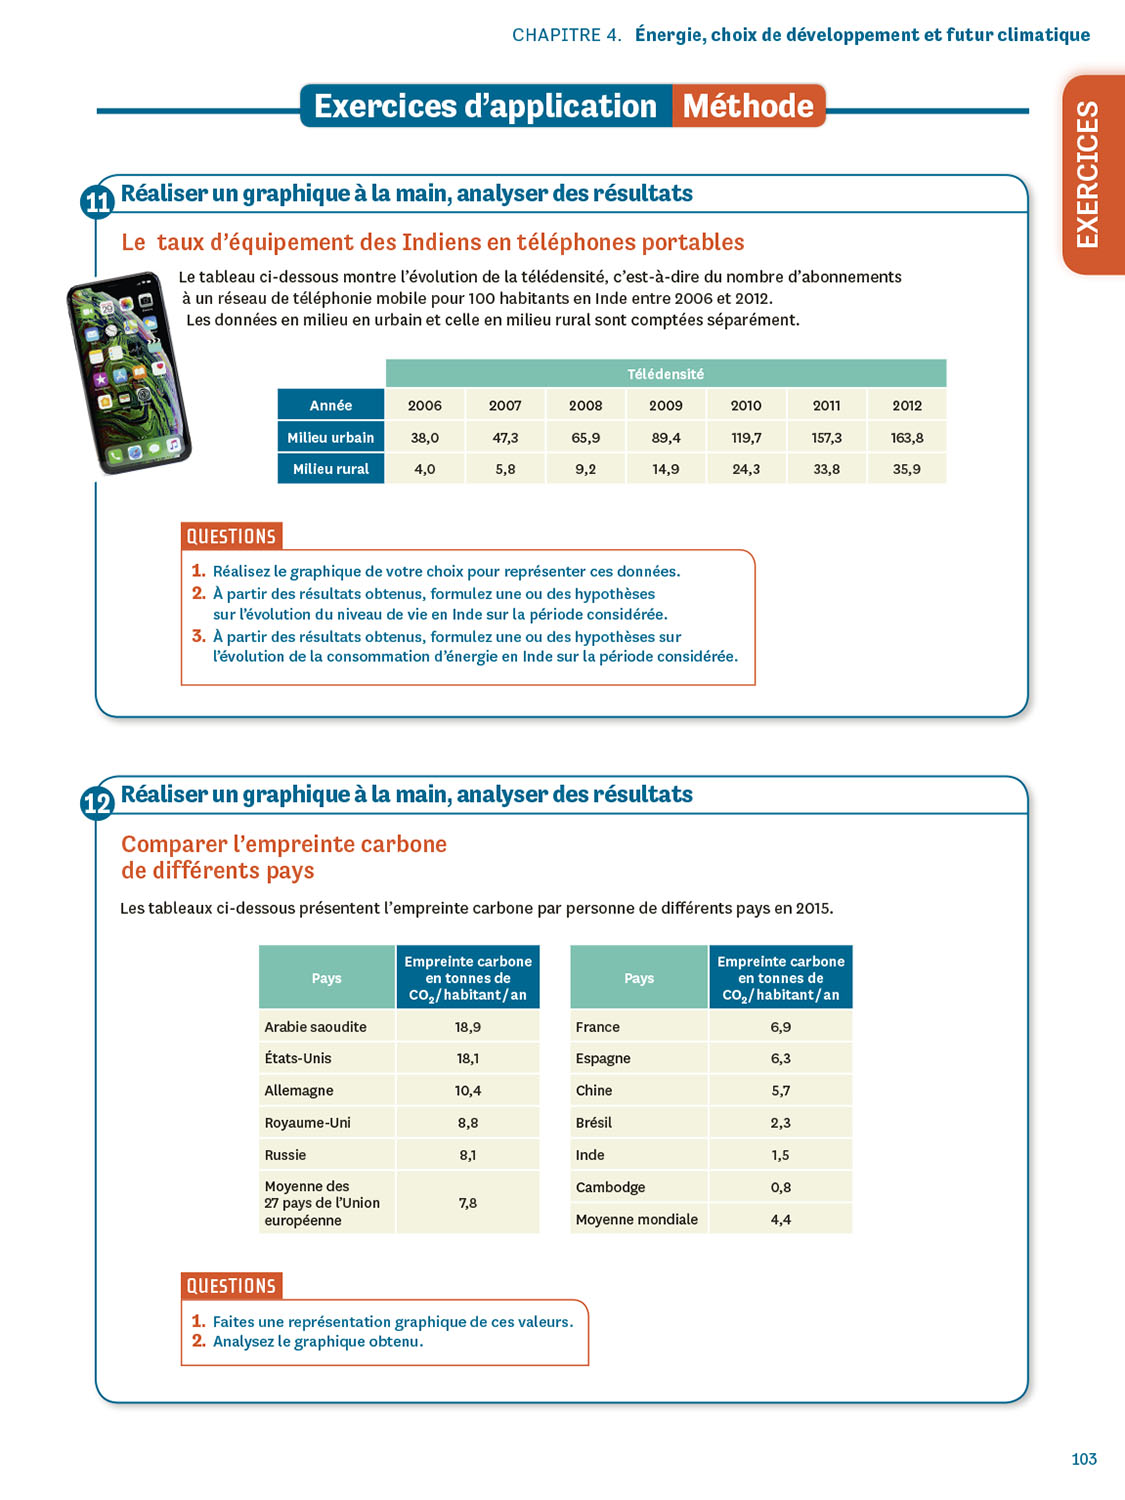 CHAPITRE 4. Énergie, choix de développement et futur climatique
Exercices d'application Méthode
EXERCICES
11 Réaliser un graphique à la main, analyser des résultats
Le taux d'équipement des Indiens en téléphones portables
Le tableau ci-dessous montre l'évolution de la télédensité, c'est-à-dire du nombre d'abonnements
à un réseau de téléphonie mobile pour 100 habitants en Inde entre 2006 et 2012.
Les données en milieu en urbain et celle en milieu rural sont comptées séparément.
Télédensité
Année 2006 2007 2008 2009 2010 2011 2012
Milieu urbain 38,0 47,3 65,9 89,4 119,7 157,3 163,8
Milieu rural 4,0 5,8 9,2 14,9 24,3 33,8 35,9
QUESTIONS
1. Réalisez le graphique de votre choix pour représenter ces données.
2. À partir des résultats obtenus, formulez une ou des hypothèses
sur l'évolution du niveau de vie en Inde sur la période considérée.
3. À partir des résultats obtenus, formulez une ou des hypothèses sur
l'évolution de la consommation d'énergie en Inde sur la période considérée.
12 Réaliser un graphique à la main, analyser des résultats
Comparer l'empreinte carbone
de différents pays
Les tableaux ci-dessous présentent l'empreinte carbone par personne de différents pays en 2015.
Pays
Empreinte carbone
en tonnes de
CO₂/habitant/an
Arabie saoudite 18,9
États-Unis 18,1
Allemagne 10,4
Royaume-Uni 8,8
Russie 8,1
Moyenne des
27 pays de l'Union
européenne
7,8
Pays
Empreinte carbone
en tonnes de
CO₂/habitant/an
France 6,9
Espagne 6,3
Chine 5,7
Brésil 2,3
Inde 1,5
Cambodge 0,8
Moyenne mondiale 4,4
QUESTIONS
1. Faites une représentation graphique de ces valeurs.
2. Analysez le graphique obtenu.
103